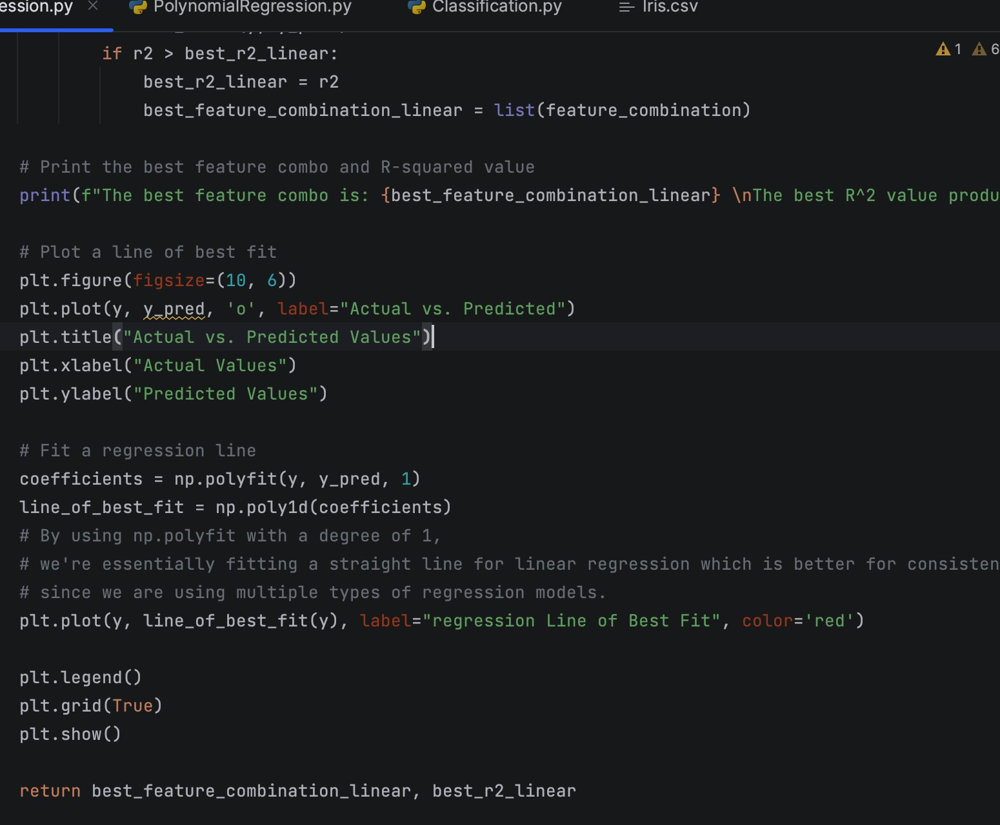 ession.py × PolynomialRegression.py Classification.py Iris.csv
if r2 > best_r2_linear: 1 6
best_r2_linear = r2
best_feature_combination_linear = list(feature_combination)
# Print the best feature combo and R-squared value
print(f"The best feature combo is: {best_feature_combination_linear} \nThe best R^2 value produ
# Plot a line of best fit
plt.figure(figsize=(10, 6))
plt.plot(y, y_pred, 'o', label="Actual vs. Predicted")
plt.title("Actual vs. Predicted Values")
plt.xlabel("Actual Values")
plt.ylabel("Predicted Values")
# Fit a regression line
coefficients = np.polyfit(y, y_pred, 1)
line_of_best_fit = np.poly1d(coefficients)
# By using np.polyfit with a degree of 1,
# we're essentially fitting a straight line for linear regression which is better for consisten
# since we are using multiple types of regression models.
plt.plot(y, line_of_best_fit(y), label="regression Line of Best Fit", color='red')
plt.legend()
plt.grid(True)
plt.show()
return best_feature_combination_linear, best_r2_linear